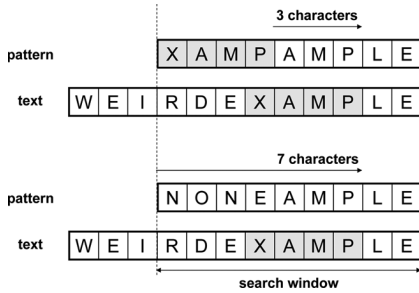 3 characters
pattern X A M P A M P L E
text W E I R D E X A M P L E
7 characters
pattern N O N E A M P L E
text W E I R D E X A M P L E
search window